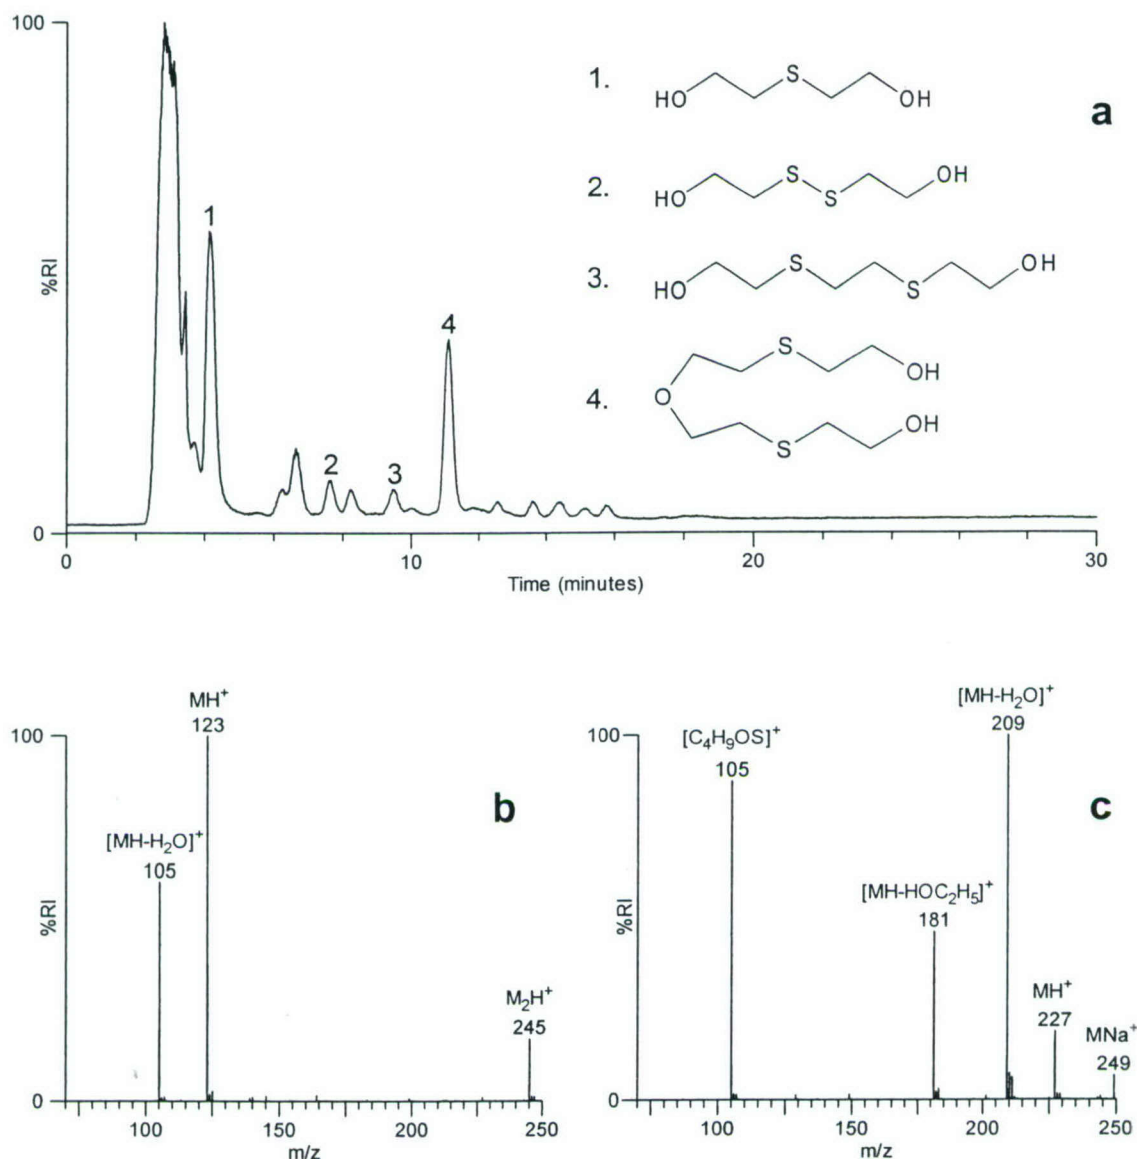 100
%RI
0
0
10
20
30
Time (minutes)
a
1
2
3
4
1.
HO
S
OH
2.
HO
S
S
OH
3.
HO
S
S
OH
4.
S
OH
O
OH
S
b
100
%RI
0
MH⁺
123
[MH-H₂O]⁺
105
M₂H⁺
245
100
150
200
250
m/z
c
100
%RI
0
[C₄H₉OS]⁺
105
[MH-H₂O]⁺
209
[MH-HOC₂H₅]⁺
181
MH⁺
227
MNa⁺
249
100
150
200
250
m/z